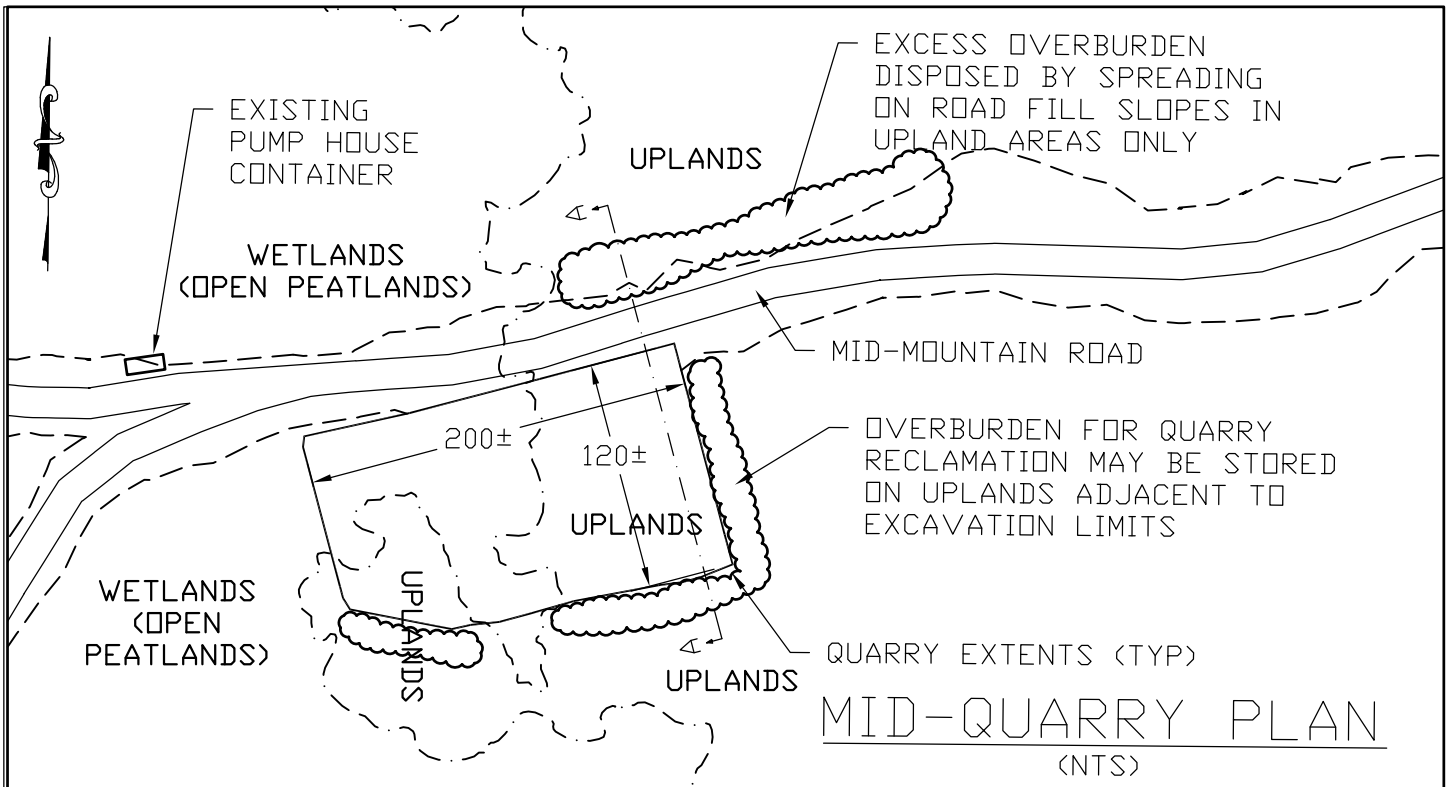 EXCESS OVERBURDEN
DISPOSED BY SPREADING
ON ROAD FILL SLOPES IN
UPLAND AREAS ONLY
EXISTING
PUMP HOUSE
CONTAINER
UPLANDS
WETLANDS
(OPEN PEATLANDS)
A
MID-MOUNTAIN ROAD
200±
120±
OVERBURDEN FOR QUARRY
RECLAMATION MAY BE STORED
ON UPLANDS ADJACENT TO
EXCAVATION LIMITS
UPLANDS
UPLANDS
WETLANDS
(OPEN
PEATLANDS)
A
QUARRY EXTENTS (TYP)
UPLANDS
MID-QUARRY PLAN
(NTS)